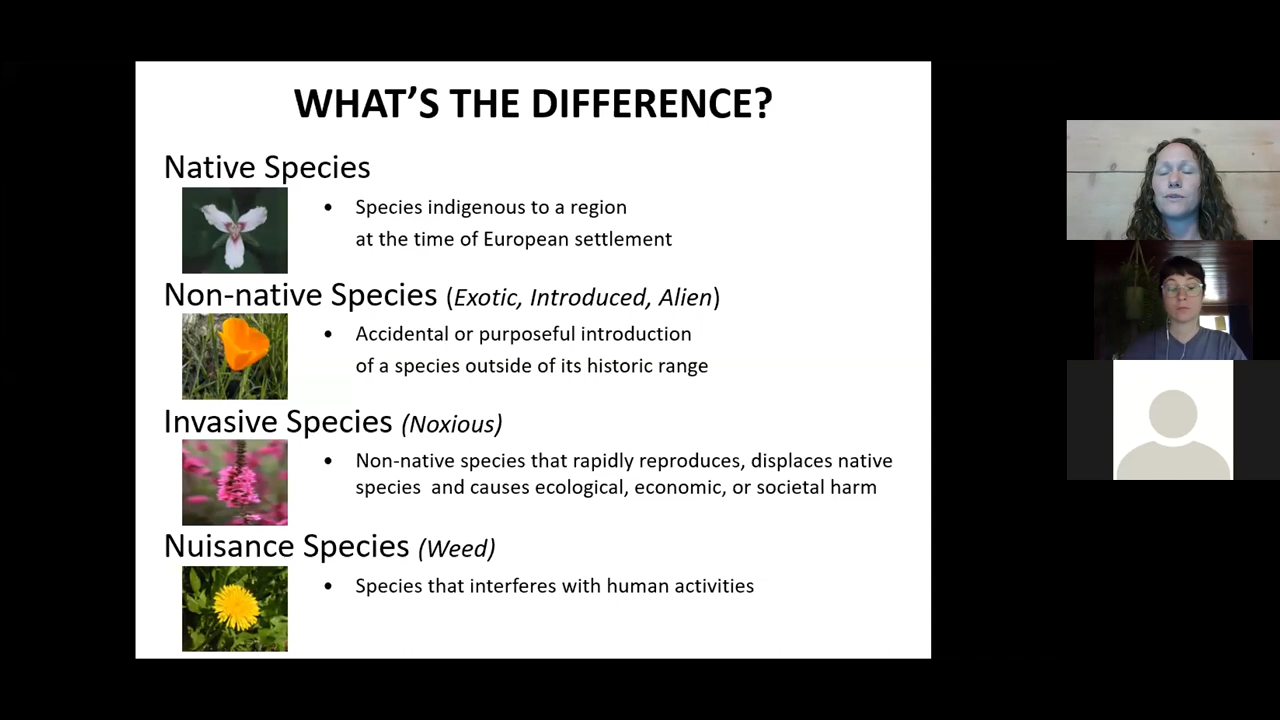 WHAT’S THE DIFFERENCE?
Native Species
• Species indigenous to a region
at the time of European settlement
Non-native Species (Exotic, Introduced, Alien)
• Accidental or purposeful introduction
of a species outside of its historic range
Invasive Species (Noxious)
• Non-native species that rapidly reproduces, displaces native
species  and causes ecological, economic, or societal harm
Nuisance Species (Weed)
• Species that interferes with human activities